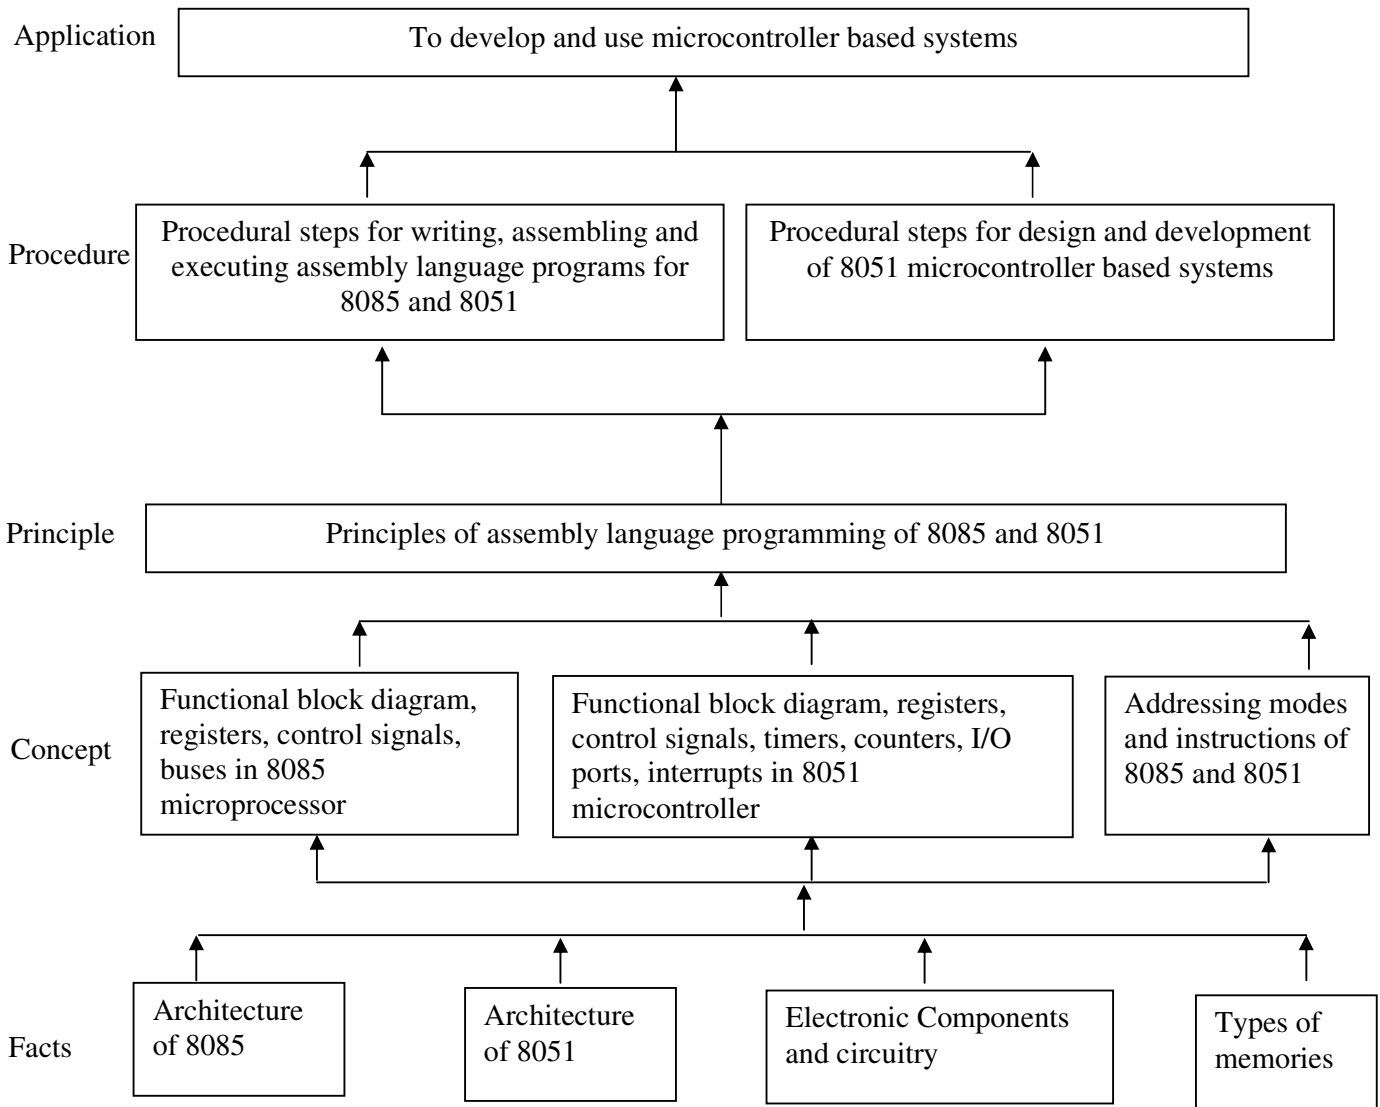 Application
To develop and use microcontroller based systems
Procedure
Procedural steps for writing, assembling and
executing assembly language programs for
8085 and 8051
Procedural steps for design and development
of 8051 microcontroller based systems
Principle
Principles of assembly language programming of 8085 and 8051
Concept
Functional block diagram,
registers, control signals,
buses in 8085
microprocessor
Functional block diagram, registers,
control signals, timers, counters, I/O
ports, interrupts in 8051
microcontroller
Addressing modes
and instructions of
8085 and 8051
Facts
Architecture
of 8085
Architecture
of 8051
Electronic Components
and circuitry
Types of
memories